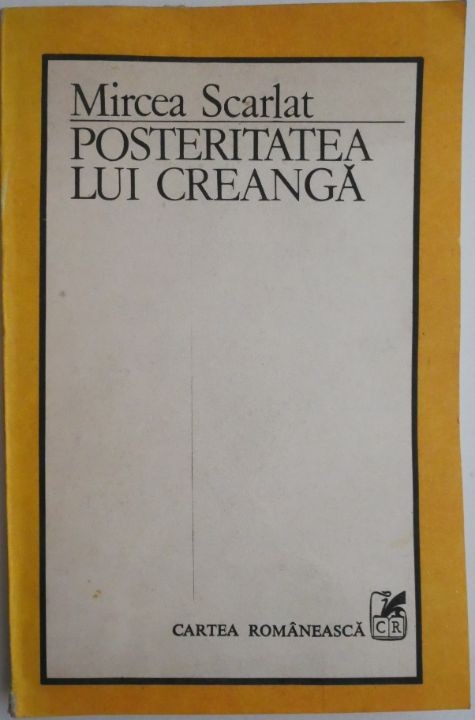 Mircea Scarlat
POSTERITATEA
LUI CREANGĂ
CARTEA ROMÂNEASCĂ
CR